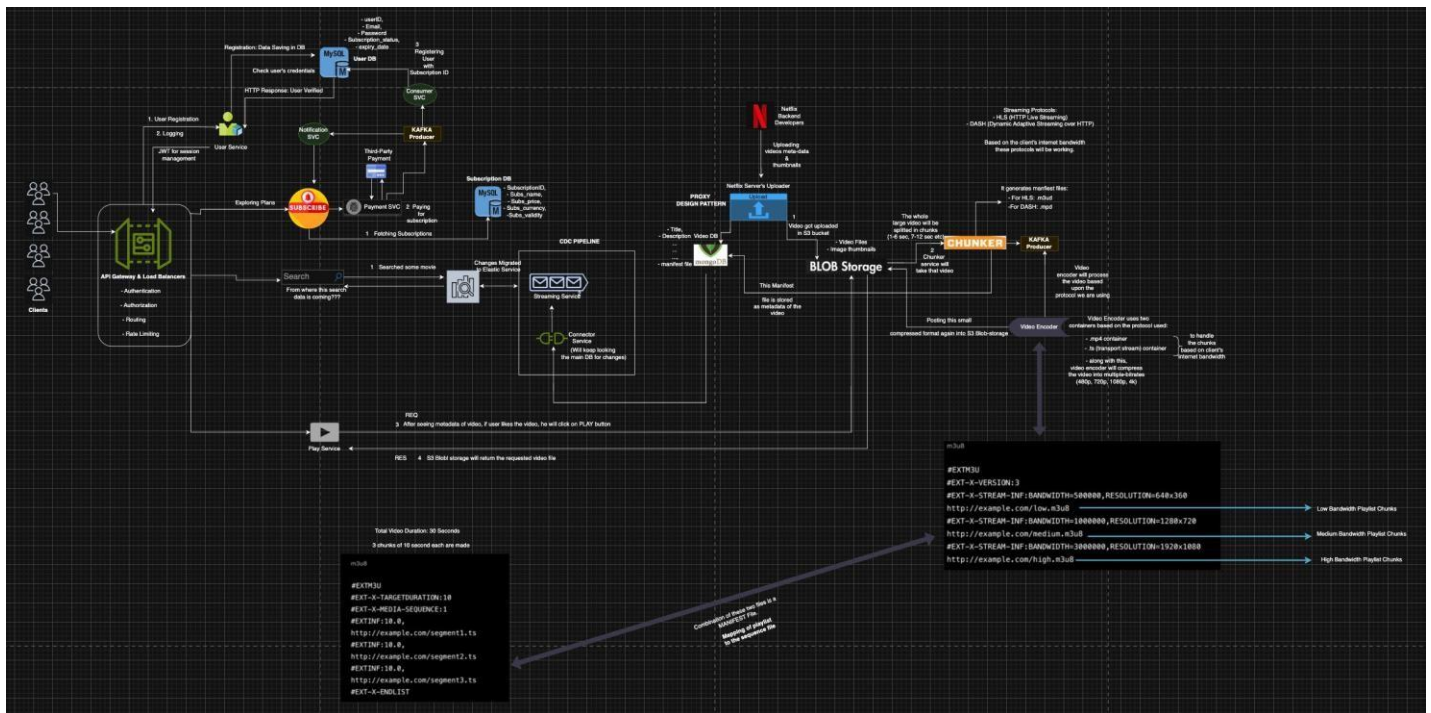 - userID,
- Email,
- Password
- Subscription_status,
- expiry_date
MySQL
User DB
Registration: Data Saving in DB
Check user's credentials
HTTP Response: User Verified
3
Registering
User
with
Subscription ID
Consumer
SVC
1. User Registration
2. Logging
User Service
JWT for session
management
Notification
SVC
KAFKA
Producer
Third-Party
Payment
Exploring Plans
SUBSCRIBE
Payment SVC
2 Paying
for
subscription
1 Fetching Subscriptions
Subscription DB
MySQL
- SubscriptionID,
- Subs_name,
- Subs_price,
- Subs_currency,
-Subs_validity
Clients
API Gateway & Load Balancers
- Authentication
- Authorization
- Routing
- Rate Limiting
Search
From where this search
data is coming???
1 Searched some movie
Changes Migrated
to Elastic Service
CDC PIPELINE
Streaming Service
Connector
Service
(Will keep looking
the main DB for changes)
Netflix
Backend
Developers
Uploading
videos meta-data
&
thumbnails
Netflix Server's Uploader
Upload
PROXY
DESIGN PATTERN
- Title,
- Description
- manifest file
Video DB
mongoDB
1
Video got uploaded
in S3 bucket
- Video Files
- Image thumbnails
BLOB Storage
The whole
large video will be
splitted in chunks
(1-6 sec, 7-12 sec etc)
2
Chunker
service will
take that video
CHUNKER
KAFKA
Producer
Streaming Protocols:
- HLS (HTTP Live Streaming)
- DASH (Dynamic Adaptive Streaming over HTTP)
Based on the client's internet bandwidth
these protocols will be working.
It generates manifest files:
- For HLS: .m3u8
-For DASH: .mpd
Video
encoder will process
the video based
upon the
protocol we are using
This Manifest
file is stored
as metadata of the
video
Posting this small
compressed format again into S3 Blob-storage
Video Encoder
Video Encoder uses two
containers based on the protocol used:
- .mp4 container
- .ts (transport stream) container
- along with this,
video encoder will compress
the video into multiple-bitrates
(480p, 720p, 1080p, 4k)
to handle
the chunks
based on client's
internet bandwidth
REQ
3 After seeing metadata of video, if user likes the video, he will click on PLAY button
Play Service
RES 4 S3 Blobl storage will return the requested video file
m3u8
#EXTM3U
#EXT-X-VERSION:3
#EXT-X-STREAM-INF:BANDWIDTH=500000,RESOLUTION=640x360
http://example.com/low.m3u8
#EXT-X-STREAM-INF:BANDWIDTH=1000000,RESOLUTION=1280x720
http://example.com/medium.m3u8
#EXT-X-STREAM-INF:BANDWIDTH=3000000,RESOLUTION=1920x1080
http://example.com/high.m3u8
Low Bandwidth Playlist Chunks
Medium Bandwidth Playlist Chunks
High Bandwidth Playlist Chunks
Total Video Duration: 30 Seconds
3 chunks of 10 second each are made
m3u8
#EXTM3U
#EXT-X-TARGETDURATION:10
#EXT-X-MEDIA-SEQUENCE:1
#EXTINF:10.0,
http://example.com/segment1.ts
#EXTINF:10.0,
http://example.com/segment2.ts
#EXTINF:10.0,
http://example.com/segment3.ts
#EXT-X-ENDLIST
Combination of these two files is a
MANIFEST File.
Mapping of playlist
to the sequence file